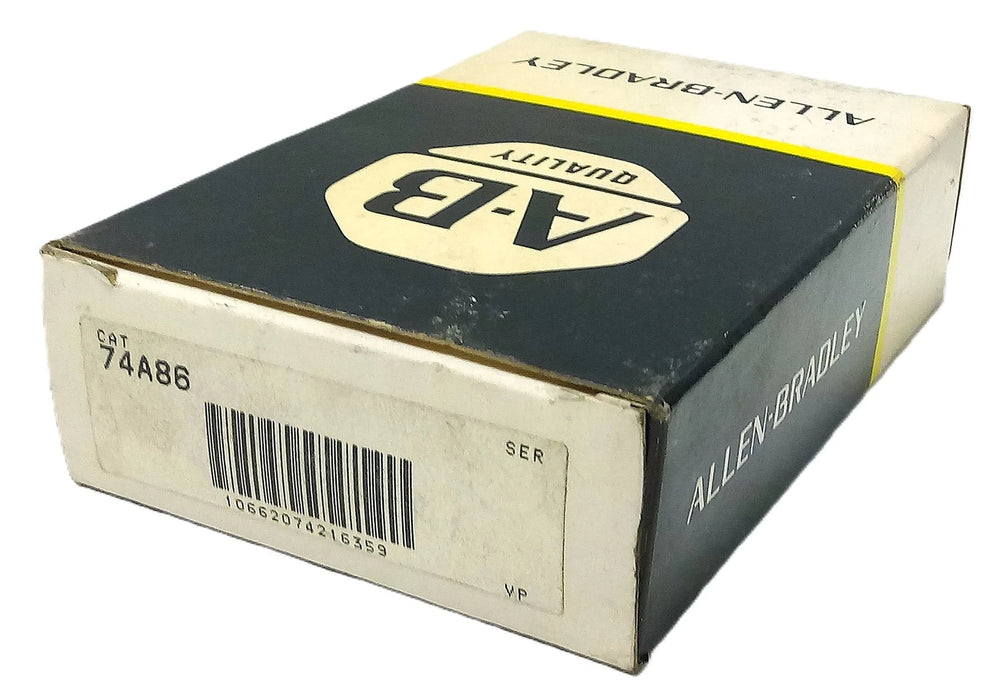 ALLEN-BRADLEY
A-B
QUALITY
ALLEN-BRADLEY
CAT
74A86
SER
10662074216359
VP